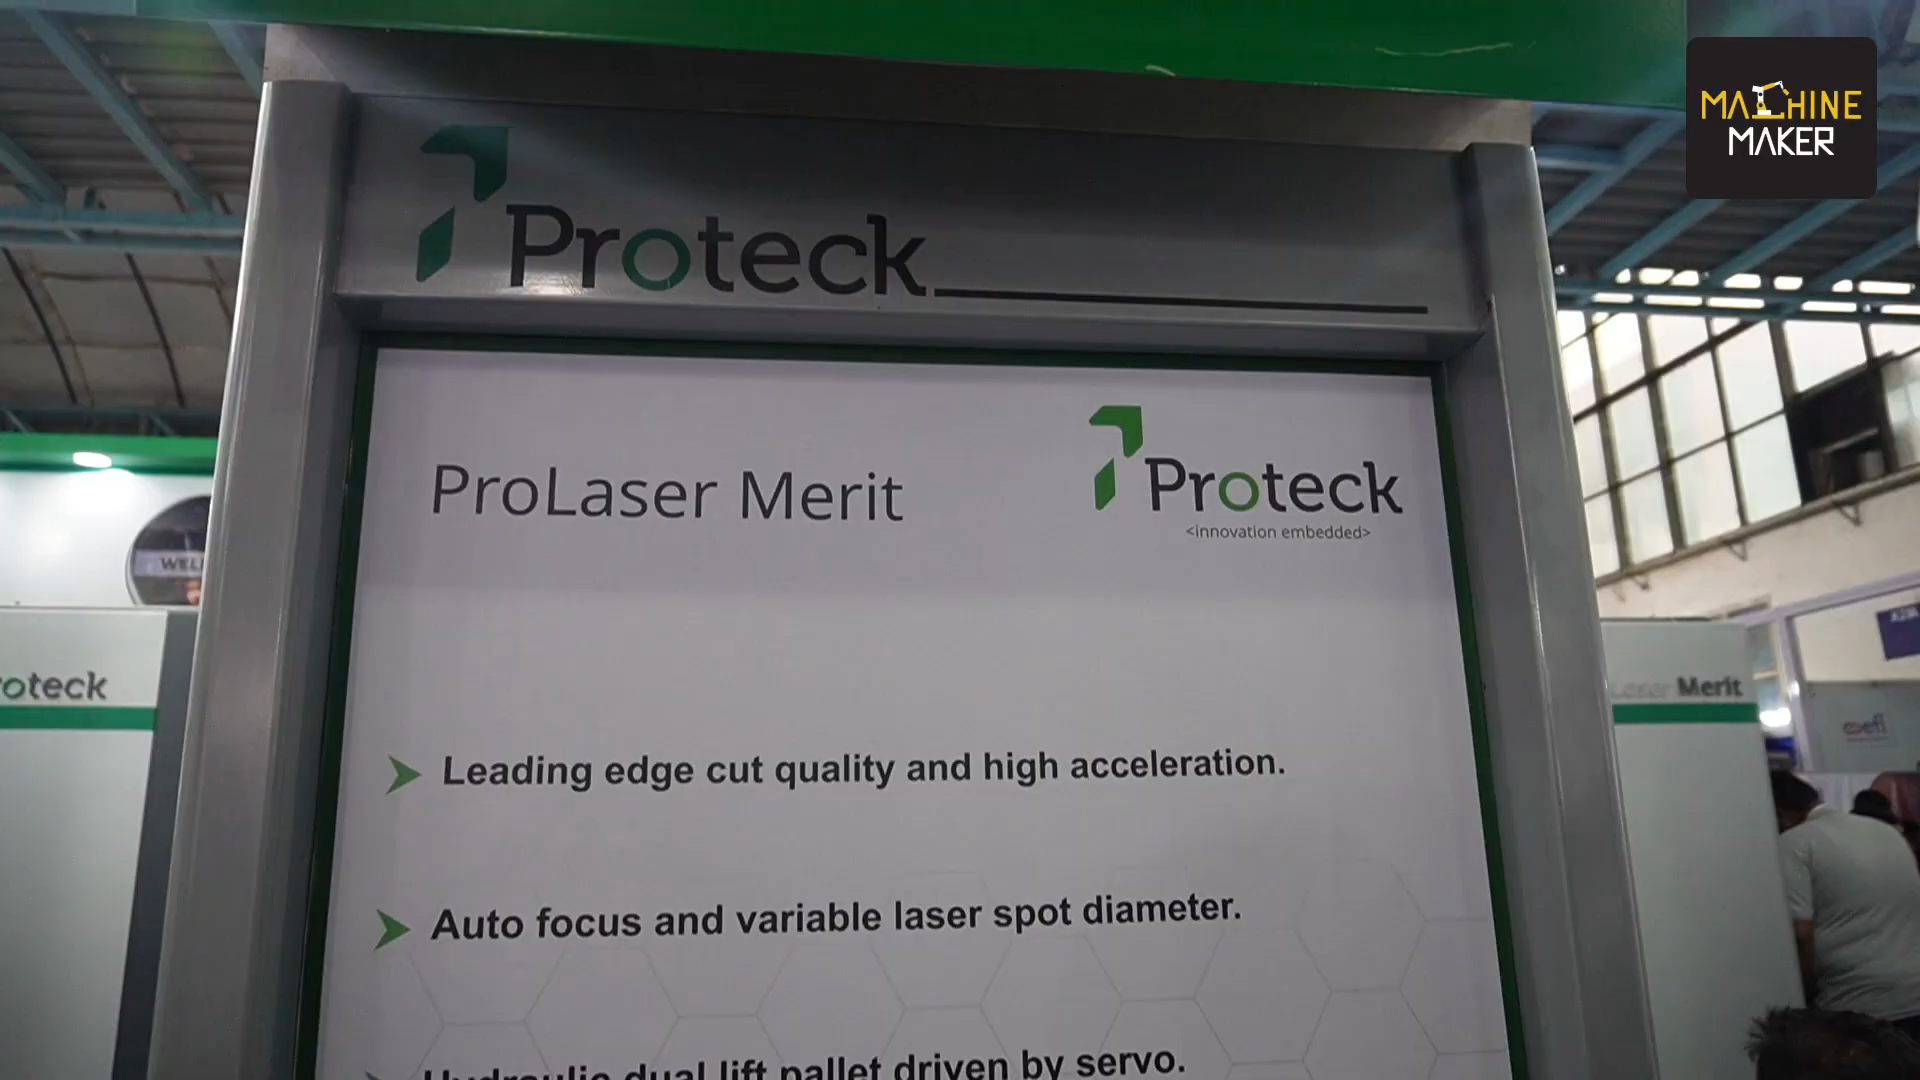 MACHINE
MAKER
Proteck
ProLaser Merit
Proteck
<innovation embedded>
Leading edge cut quality and high acceleration.
Auto focus and variable laser spot diameter.
Hydraulic dual lift pallet driven by servo.
oteck
Laser Merit